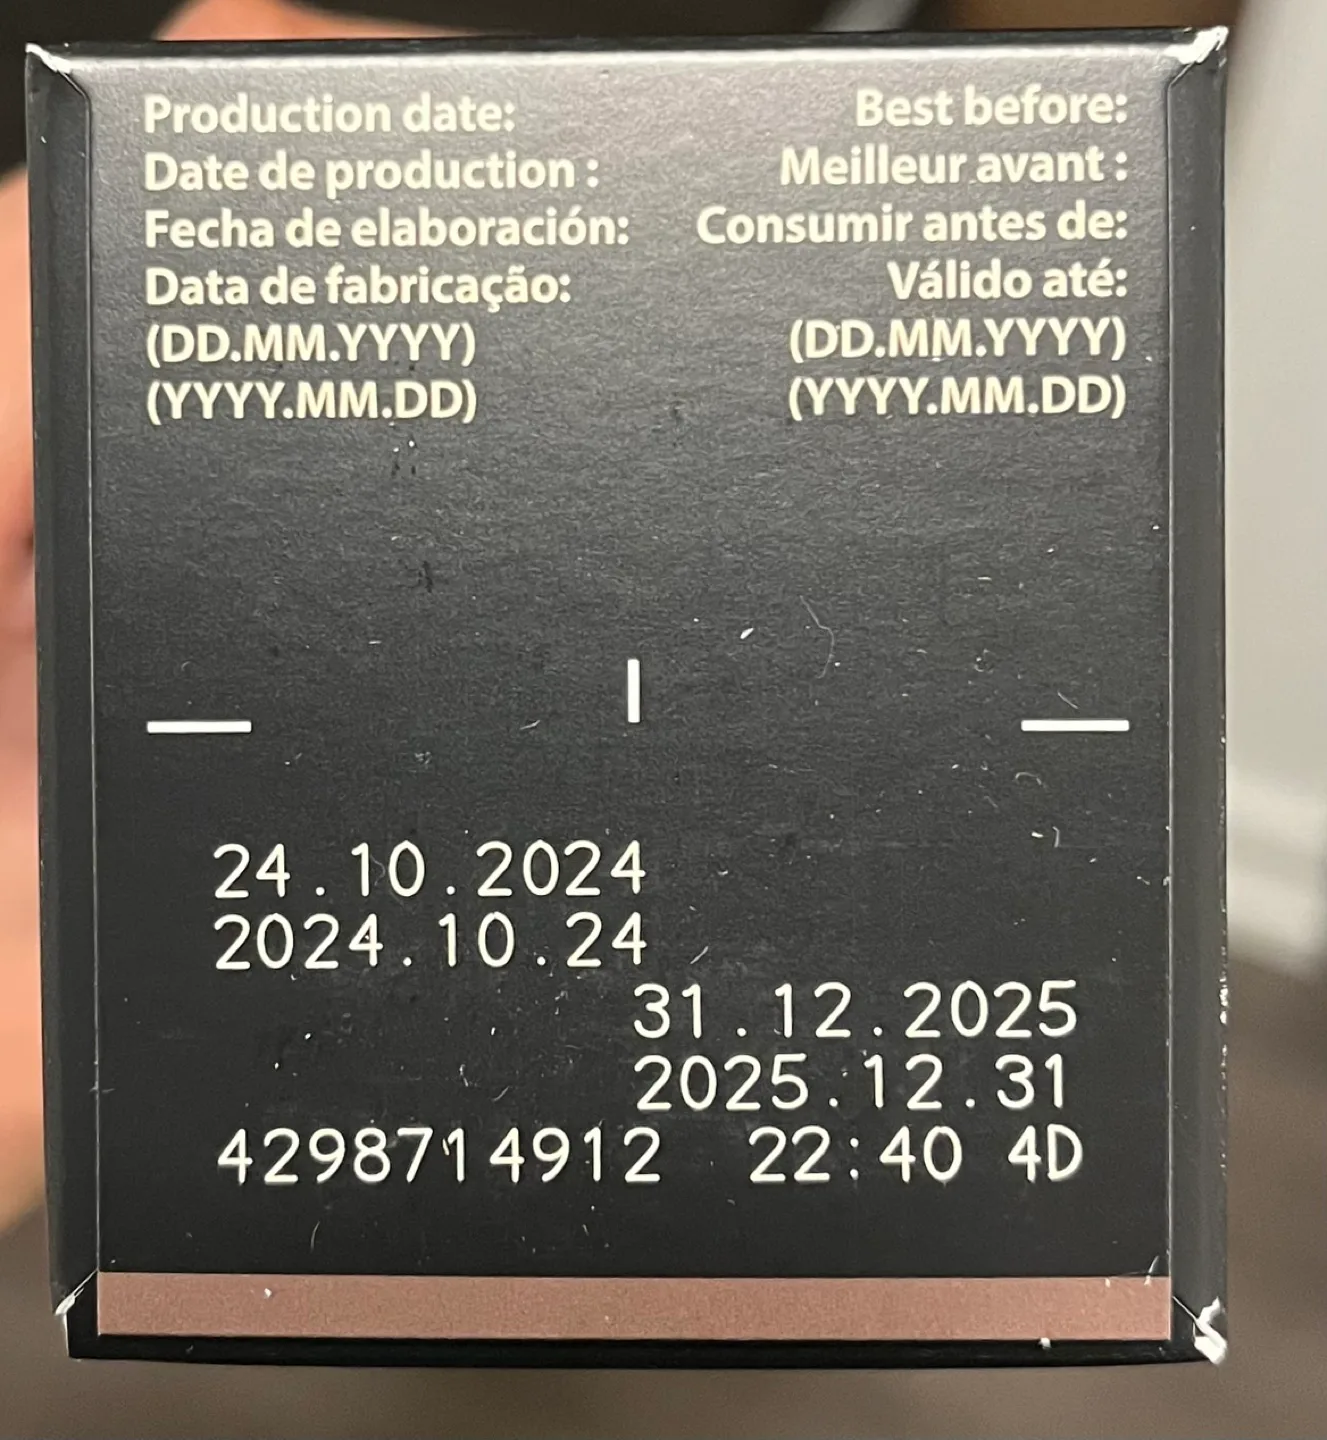 Production date:
Date de production :
Fecha de elaboración:
Data de fabricação:
(DD.MM.YYYY)
(YYYY.MM.DD)
Best before:
Meilleur avant :
Consumir antes de:
Válido até:
(DD.MM.YYYY)
(YYYY.MM.DD)
24.10.2024
2024.10.24
31.12.2025
2025.12.31
4298714912 22:40 4D